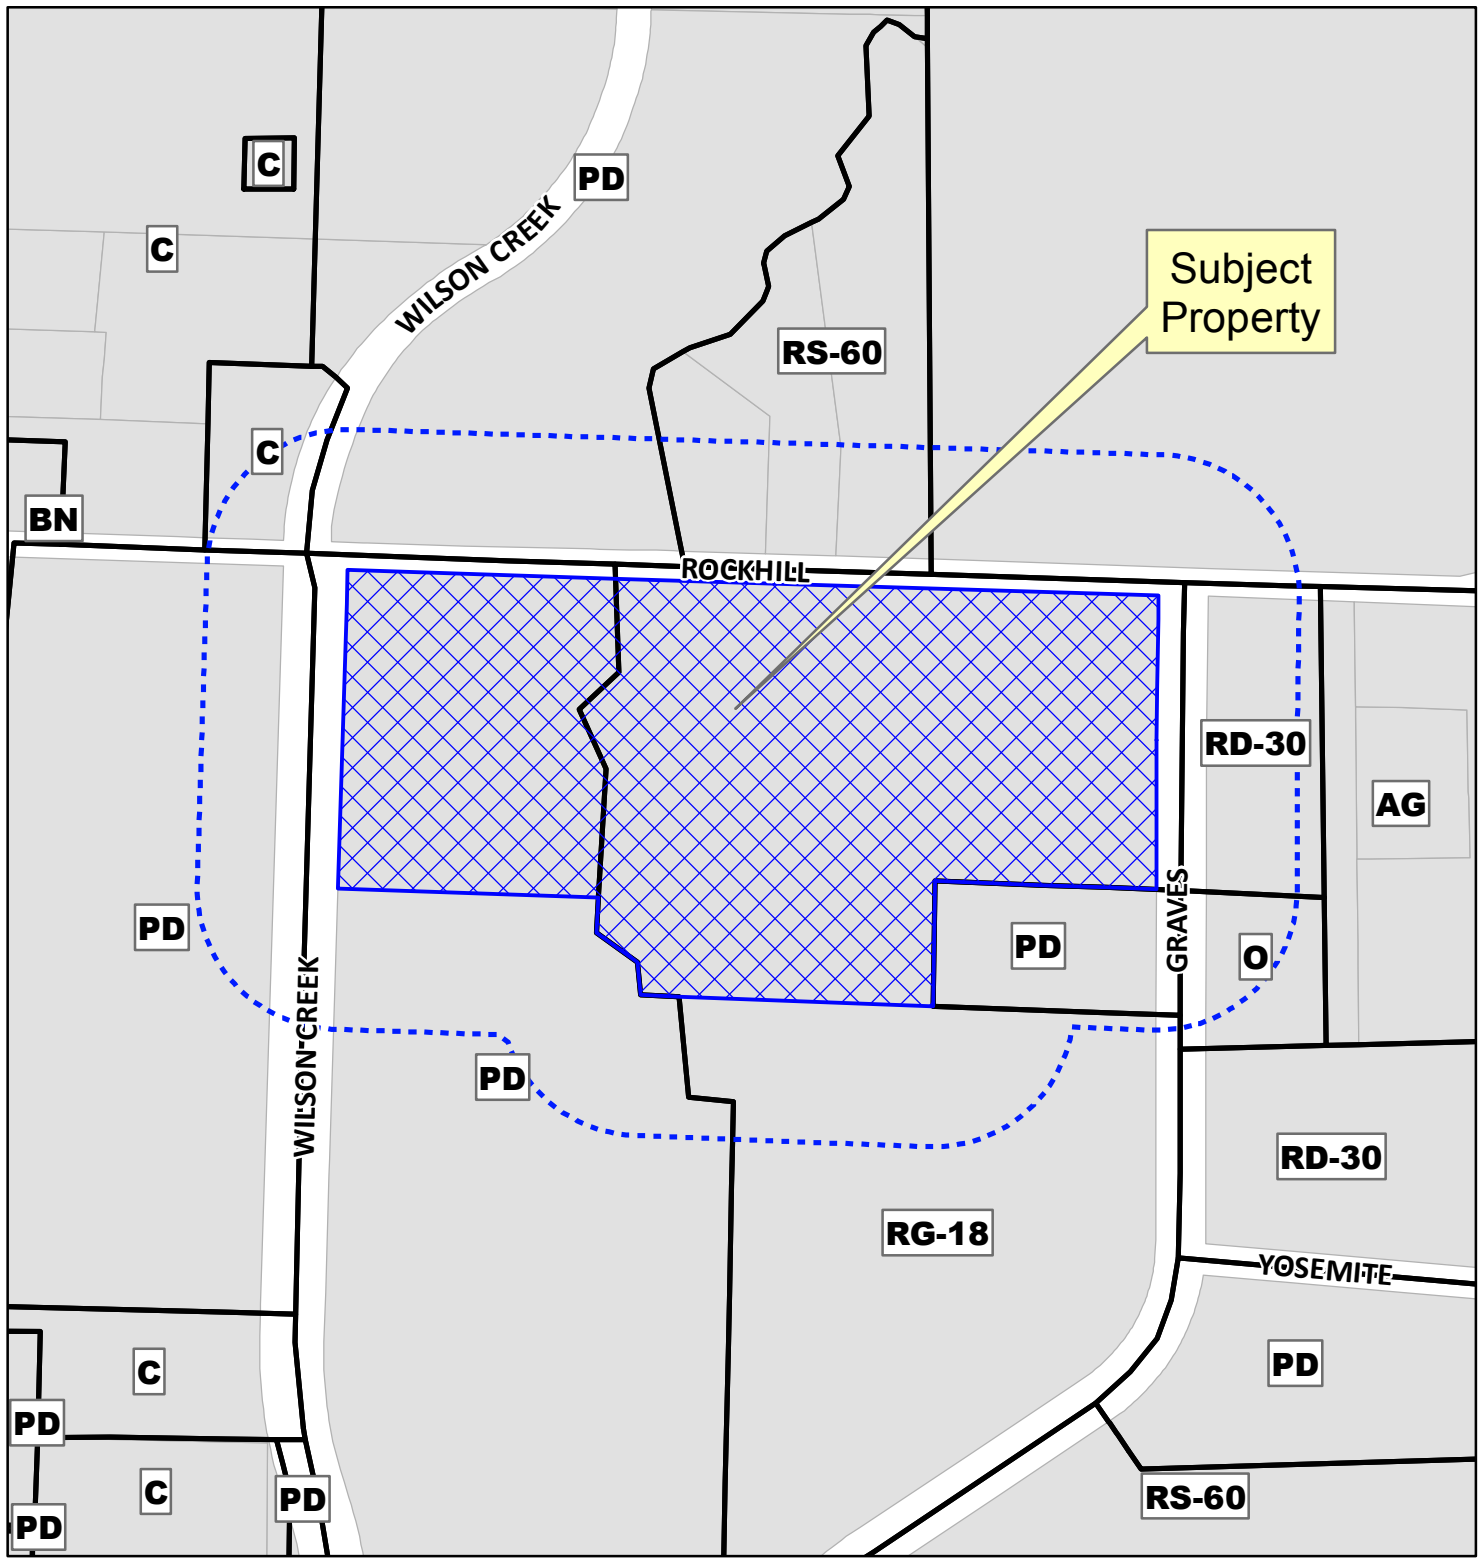 C
PD
WILSON CREEK
C
Subject
Property
RS-60
C
BN
ROCKHILL
RD-30
AG
GRAVES
PD
PD
O
WILSON CREEK
PD
RD-30
RG-18
YOSEMITE
C
PD
PD
C
PD
RS-60
PD